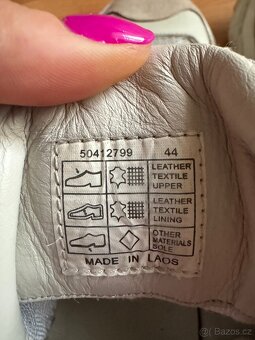 50412799 44
LEATHER
TEXTILE
UPPER
LEATHER
TEXTILE
LINING
OTHER
MATERIALS
SOLE
MADE IN LAOS
Bazos.cz